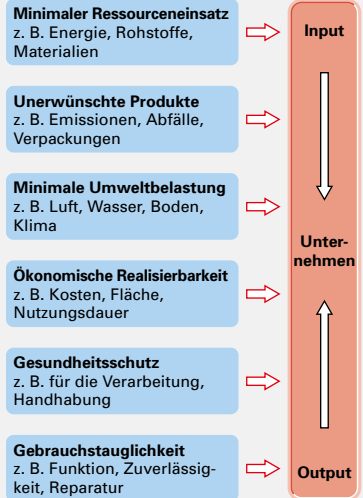 Minimaler Ressourceneinsatz
z. B. Energie, Rohstoffe,
Materialien
Input
Unerwünschte Produkte
z. B. Emissionen, Abfälle,
Verpackungen
Minimale Umweltbelastung
z. B. Luft, Wasser, Boden,
Klima
Unter-
nehmen
Ökonomische Realisierbarkeit
z. B. Kosten, Fläche,
Nutzungsdauer
Gesundheitsschutz
z. B. für die Verarbeitung,
Handhabung
Gebrauchstauglichkeit
z. B. Funktion, Zuverlässig-
keit, Reparatur
Output